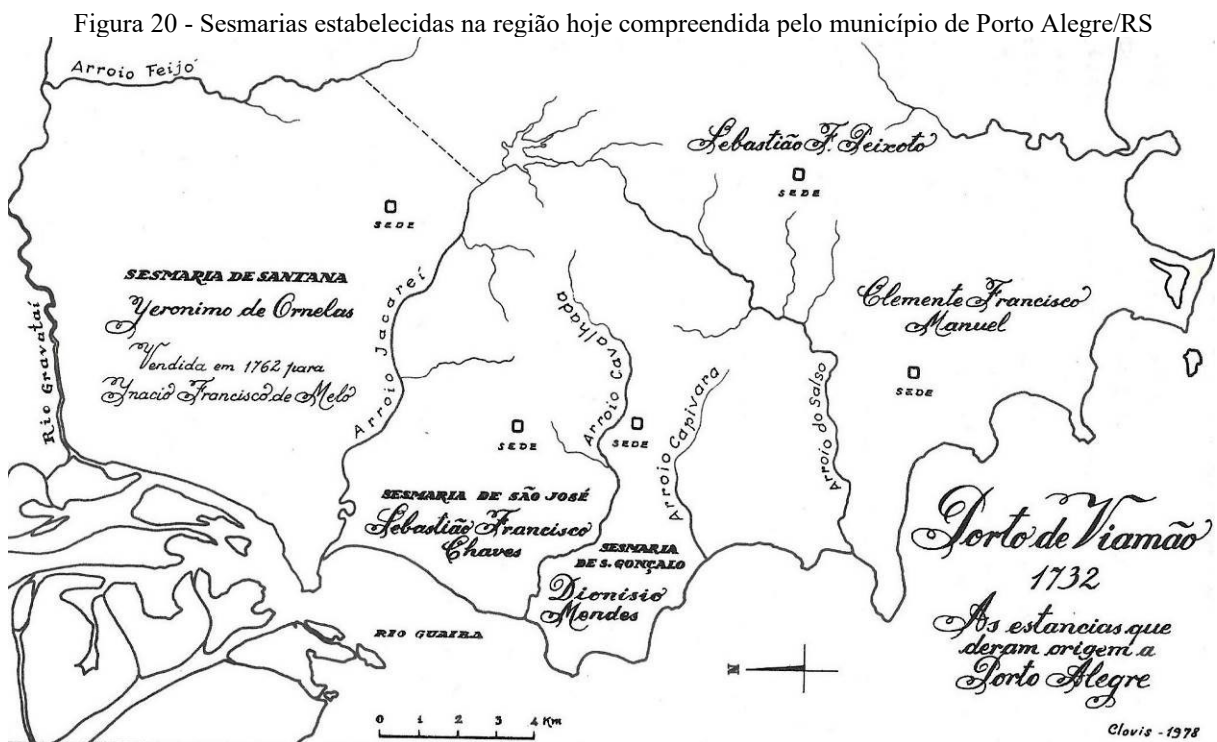 Figura 20 - Sesmarias estabelecidas na região hoje compreendida pelo município de Porto Alegre/RS
Arroio Feijó
Sebastião F. Peixoto
SEDE
SEDE
SESMARIA DE SANTANA
Yeronimo de Ornelas
Vendida em 1762 para
Ynacio Francisco de Melo
Rio Gravataí
Arroio Jacareí
Arroio Cavalhada
Arroio Capivara
Arroio do Salso
Clemente Francisco
Manuel
SEDE
SEDE
SEDE
SESMARIA DE SÃO JOSÉ
Sebastião Francisco
Chaves
SESMARIA
DE S. GONÇALO
Dionisio
Mendes
RIO GUAIBA
N
0 1 2 3 4 Km
Porto de Viamão
1732
As estancias que
deram origem a
Porto Alegre
Clovis - 1978